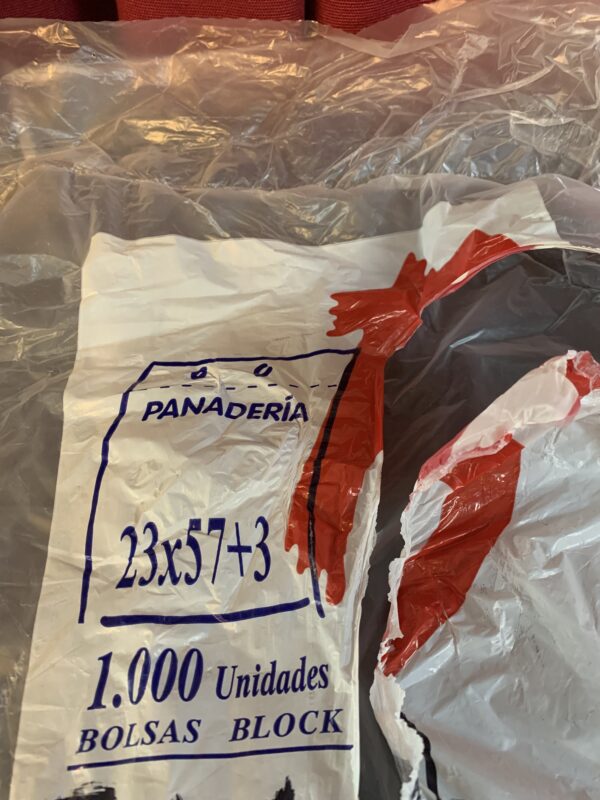 PANADERÍA
23x57+3
1.000 Unidades
BOLSAS BLOCK